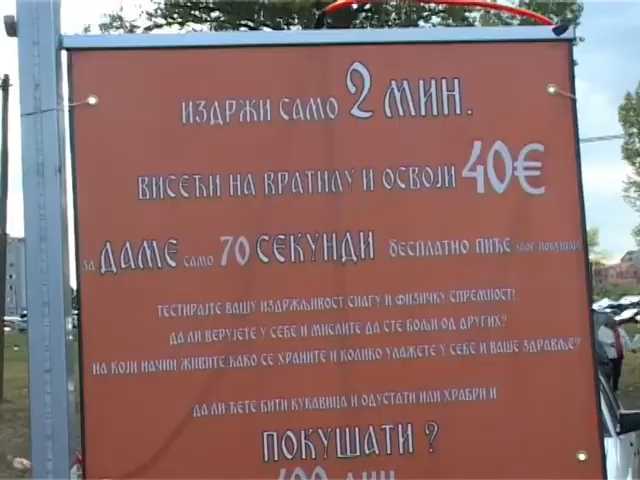 ИЗДРЖИ САМО 2 МИН.
ВИСЕЋИ НА ВРАТИЛУ И ОСВОЈИ 40€
ЗА ДАМЕ САМО 70 СЕКУНДИ БЕСПЛАТНО ПИЋЕ ЗБОГ ПОКУШАЈА
ТЕСТИРАЈТЕ ВАШУ ИЗДРЖЉИВОСТ, СНАГУ И ФИЗИЧКУ СПРЕМНОСТ!
ДА ЛИ ВЕРУЈЕТЕ У СЕБЕ И МИСЛИТЕ ДА СТЕ БОЉИ ОД ДРУГИХ?
НА КОЈИ НАЧИН ЖИВИТЕ, КАКО СЕ ХРАНИТЕ И КОЛИКО УЛАЖЕТЕ У СЕБЕ И ВАШЕ ЗДРАВЉЕ?
ДА ЛИ ЋЕТЕ БИТИ КУКАВИЦА И ОДУСТАТИ ИЛИ ХРАБРИ И
ПОКУШАТИ ?